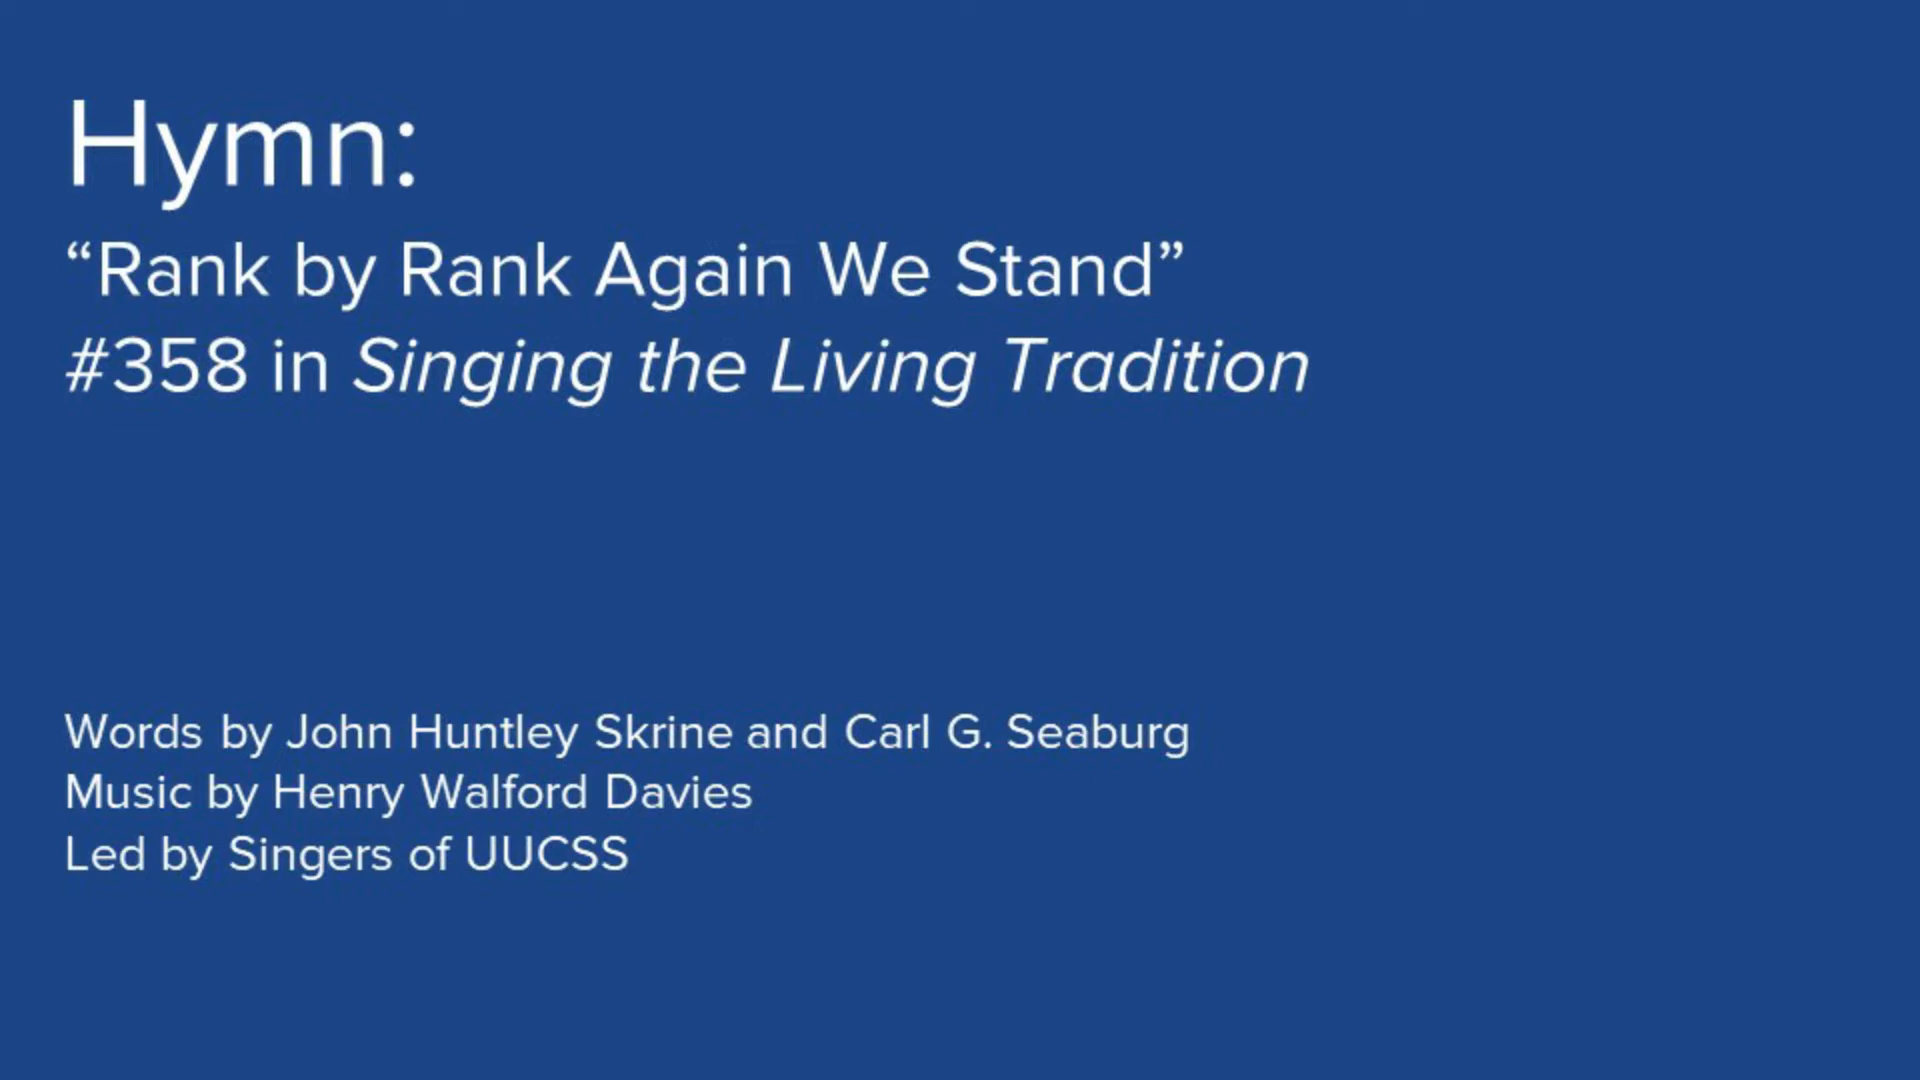 Hymn:
“Rank by Rank Again We Stand”
#358 in Singing the Living Tradition
Words by John Huntley Skrine and Carl G. Seaburg
Music by Henry Walford Davies
Led by Singers of UUCSS